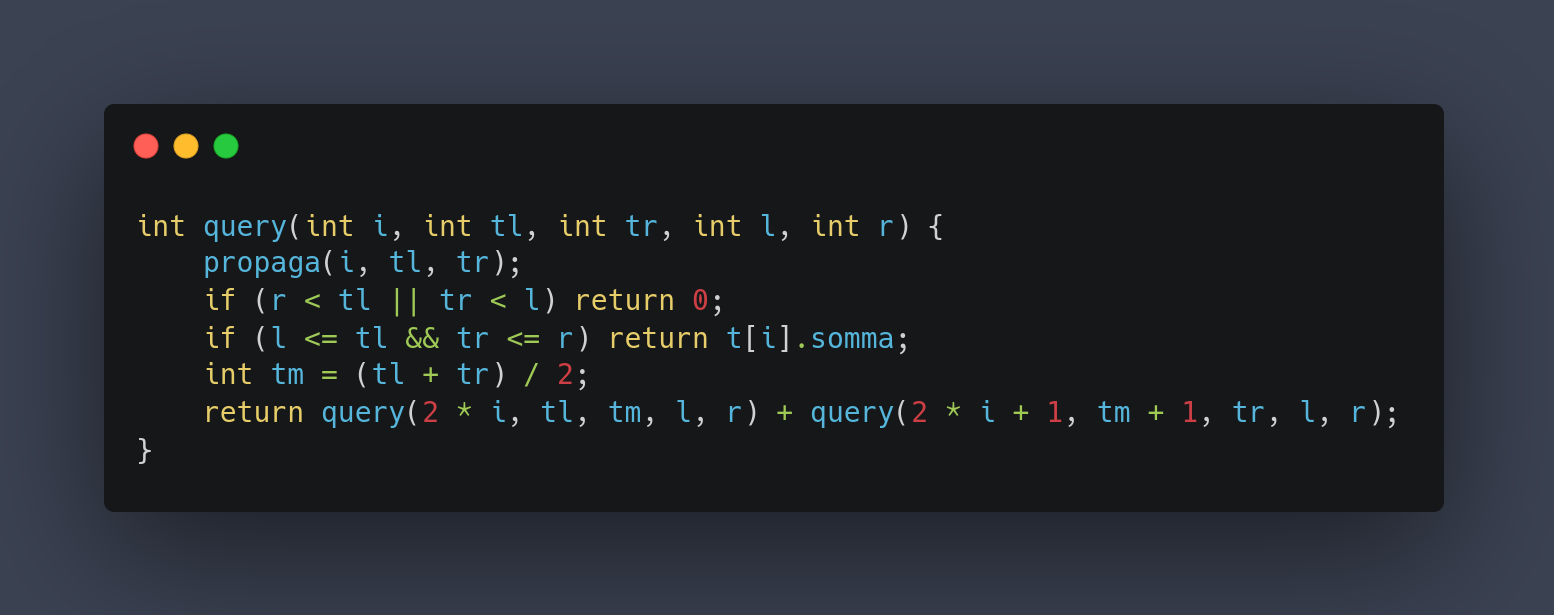 int query(int i, int tl, int tr, int l, int r) {
    propaga(i, tl, tr);
    if (r < tl || tr < l) return 0;
    if (l <= tl && tr <= r) return t[i].somma;
    int tm = (tl + tr) / 2;
    return query(2 * i, tl, tm, l, r) + query(2 * i + 1, tm + 1, tr, l, r);
}